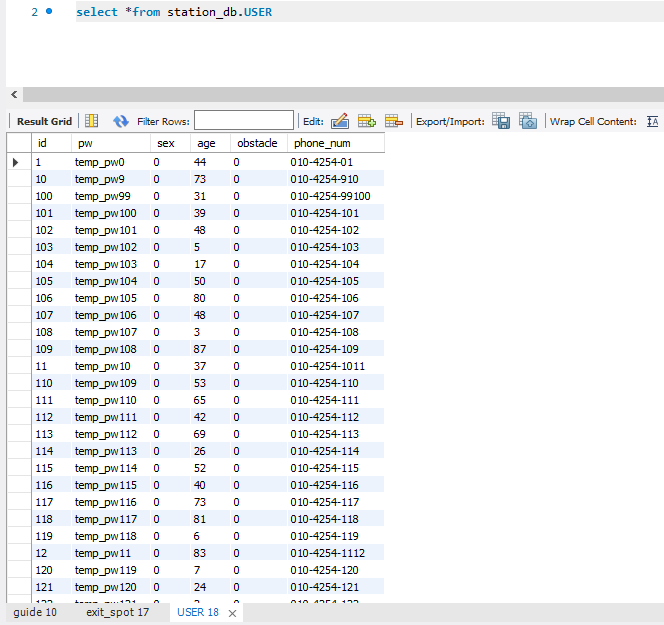 2 select *from station_db.USER
Result Grid Filter Rows: Edit: Export/Import: Wrap Cell Content:
id pw sex age obstacle phone_num
1 temp_pw0 0 44 0 010-4254-01
10 temp_pw9 0 73 0 010-4254-910
100 temp_pw99 0 31 0 010-4254-99100
101 temp_pw100 0 39 0 010-4254-101
102 temp_pw101 0 48 0 010-4254-102
103 temp_pw102 0 5 0 010-4254-103
104 temp_pw103 0 17 0 010-4254-104
105 temp_pw104 0 50 0 010-4254-105
106 temp_pw105 0 80 0 010-4254-106
107 temp_pw106 0 48 0 010-4254-107
108 temp_pw107 0 3 0 010-4254-108
109 temp_pw108 0 87 0 010-4254-109
11 temp_pw10 0 37 0 010-4254-1011
110 temp_pw109 0 53 0 010-4254-110
111 temp_pw110 0 65 0 010-4254-111
112 temp_pw111 0 42 0 010-4254-112
113 temp_pw112 0 69 0 010-4254-113
114 temp_pw113 0 26 0 010-4254-114
115 temp_pw114 0 52 0 010-4254-115
116 temp_pw115 0 40 0 010-4254-116
117 temp_pw116 0 73 0 010-4254-117
118 temp_pw117 0 81 0 010-4254-118
119 temp_pw118 0 6 0 010-4254-119
12 temp_pw11 0 83 0 010-4254-1112
120 temp_pw119 0 7 0 010-4254-120
121 temp_pw120 0 24 0 010-4254-121
guide 10 exit_spot 17 USER 18